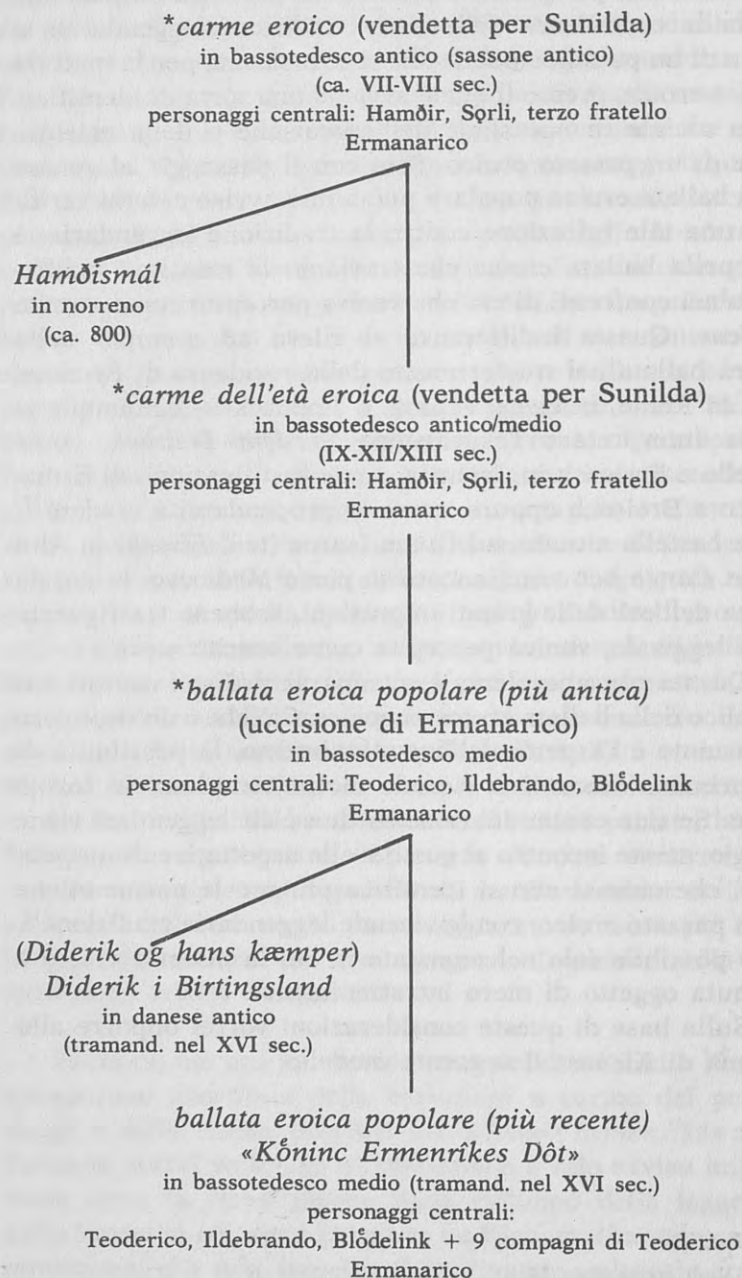 *carme eroico (vendetta per Sunilda)
in bassotedesco antico (sassone antico)
(ca. VII-VIII sec.)
personaggi centrali: Hamðir, Sǫrli, terzo fratello
Ermanarico
Hamðismál
in norreno
(ca. 800)
*carme dell'età eroica (vendetta per Sunilda)
in bassotedesco antico/medio
(IX-XII/XIII sec.)
personaggi centrali: Hamðir, Sǫrli, terzo fratello
Ermanarico
*ballata eroica popolare (più antica)
(uccisione di Ermanarico)
in bassotedesco medio
personaggi centrali: Teoderico, Ildebrando, Bloͤdelink
Ermanarico
(Diderik og hans kæmper)
Diderik i Birtingsland
in danese antico
(tramand. nel XVI sec.)
ballata eroica popolare (più recente)
«Koͤninc Ermenrikes Dôt»
in bassotedesco medio (tramand. nel XVI sec.)
personaggi centrali:
Teoderico, Ildebrando, Bloͤdelink + 9 compagni di Teoderico
Ermanarico